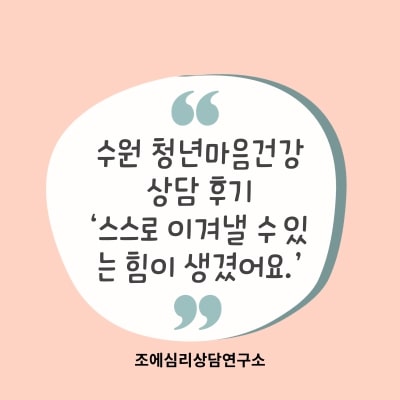 수원 청년마음건강
상담 후기
‘스스로 이겨낼 수 있
는 힘이 생겼어요.’
조에심리상담연구소